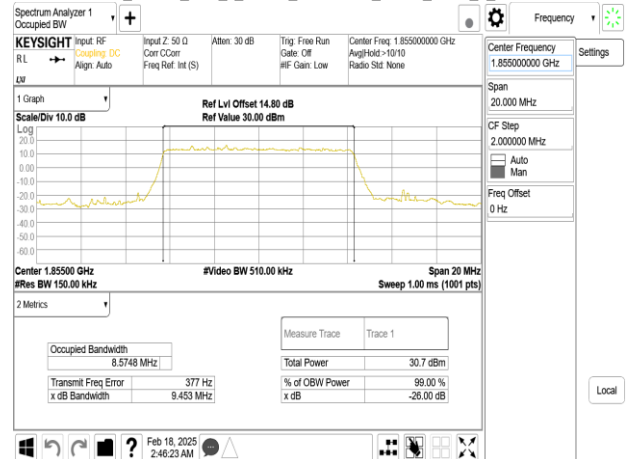 Spectrum Analyzer 1
Occupied BW
Frequency
KEYSIGHT
RL
Input: RF
Coupling: DC
Align: Auto
Input Z: 50 Ω
Corr CCorr
Freq Ref: Int (S)
Atten: 30 dB
Trig: Free Run
Gate: Off
#IF Gain: Low
Center Freq: 1.855000000 GHz
Avg|Hold:>10/10
Radio Std: None
LXI
1 Graph
Scale/Div 10.0 dB
Ref Lvl Offset 14.80 dB
Ref Value 30.00 dBm
Log
20.0
10.0
0.00
-10.0
-20.0
-30.0
-40.0
-50.0
-60.0
Center 1.85500 GHz
#Res BW 150.00 kHz
#Video BW 510.00 kHz
Span 20 MHz
Sweep 1.00 ms (1001 pts)
2 Metrics
Measure Trace
Trace 1
Occupied Bandwidth
8.5748 MHz
Total Power
30.7 dBm
Transmit Freq Error
377 Hz
% of OBW Power
99.00 %
x dB Bandwidth
9.453 MHz
x dB
-26.00 dB
Feb 18, 2025
2:46:23 AM
Center Frequency
1.855000000 GHz
Settings
Span
20.000 MHz
CF Step
2.000000 MHz
Auto
Man
Freq Offset
0 Hz
Local